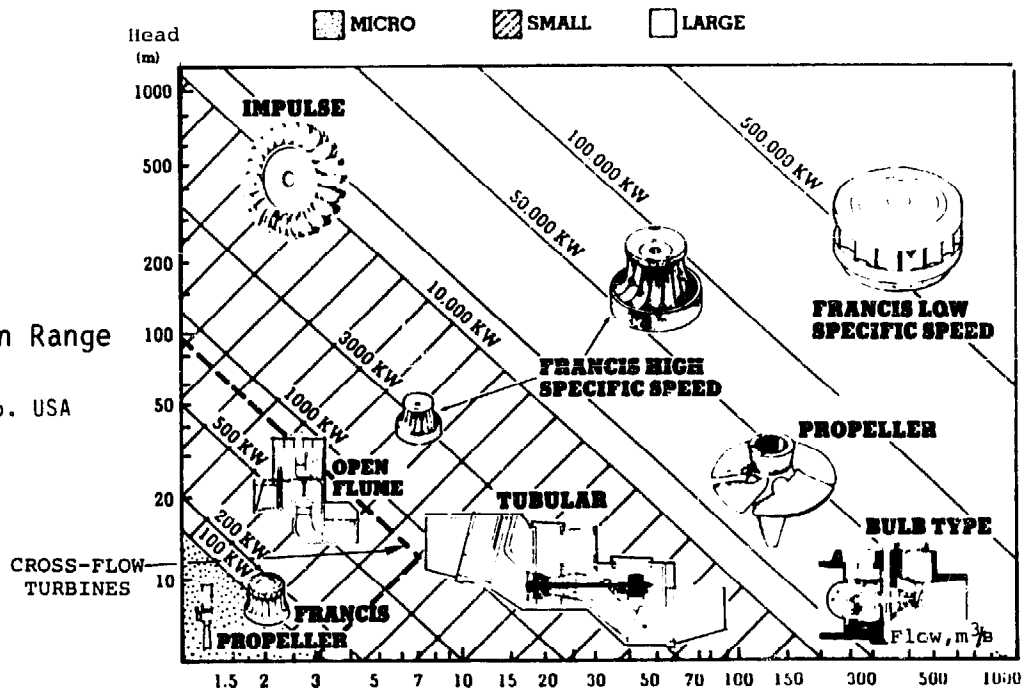 MICRO SMALL LARGE
Head
(m)
1000
500
200
100
50
20
10
IMPULSE
500.000 KW
100.000 KW
50.000 KW
10.000 KW
3000 KW
1000 KW
500 KW
200 KW
100 KW
FRANCIS LOW
SPECIFIC SPEED
FRANCIS HIGH
SPECIFIC SPEED
n Range
. USA
PROPELLER
OPEN
FLUME
TUBULAR
BULB TYPE
CROSS-FLOW
TURBINES
FRANCIS
PROPELLER
Flow, m³/s
1.5 2 3 5 7 10 15 20 30 50 70 100 150 300 500 1000